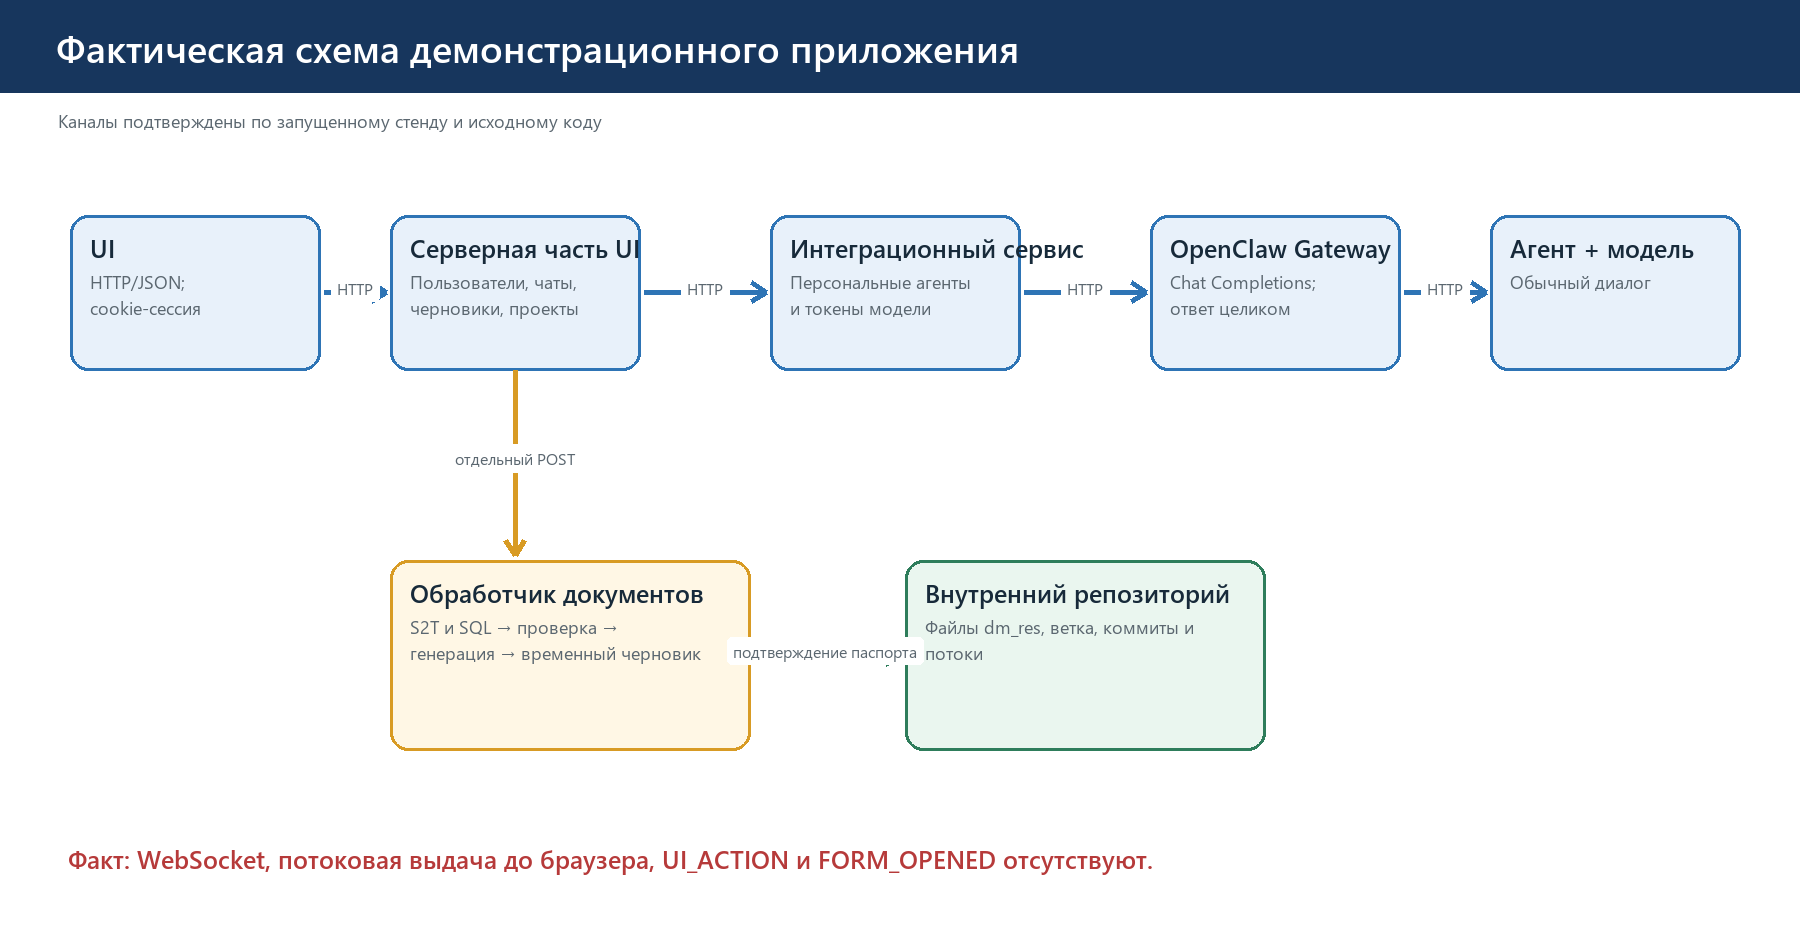 Фактическая схема демонстрационного приложения
Каналы подтверждены по запущенному стенду и исходному коду
UI
HTTP/JSON;
cookie-сессия
HTTP
Серверная часть UI
Пользователи, чаты,
черновики, проекты
HTTP
Интеграционный сервис
Персональные агенты
и токены модели
HTTP
OpenClaw Gateway
Chat Completions;
ответ целиком
HTTP
Агент + модель
Обычный диалог
отдельный POST
Обработчик документов
S2T и SQL → проверка →
генерация → временный черновик
подтверждение паспорта
Внутренний репозиторий
Файлы dm_res, ветка, коммиты и
потоки
Факт: WebSocket, потоковая выдача до браузера, UI_ACTION и FORM_OPENED отсутствуют.